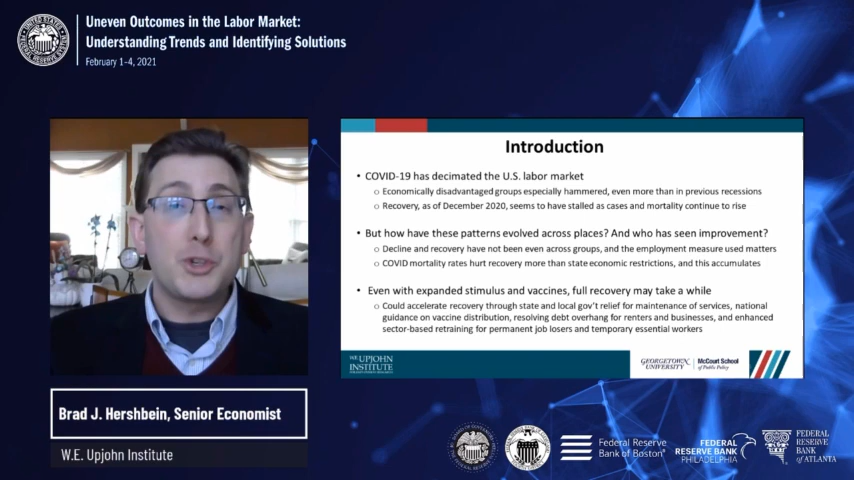 Uneven Outcomes in the Labor Market:
Understanding Trends and Identifying Solutions
February 1-4, 2021
Introduction
• COVID-19 has decimated the U.S. labor market
o Economically disadvantaged groups especially hammered, even more than in previous recessions
o Recovery, as of December 2020, seems to have stalled as cases and mortality continue to rise
• But how have these patterns evolved across places? And who has seen improvement?
o Decline and recovery have not been even across groups, and the employment measure used matters
o COVID mortality rates hurt recovery more than state economic restrictions, and this accumulates
• Even with expanded stimulus and vaccines, full recovery may take a while
o Could accelerate recovery through state and local gov't relief for maintenance of services, national
guidance on vaccine distribution, resolving debt overhang for renters and businesses, and enhanced
sector-based retraining for permanent job losers and temporary essential workers
W.E. UPJOHN
INSTITUTE
GEORGETOWN
UNIVERSITY
McCourt School
of Public Policy
Brad J. Hershbein, Senior Economist
W.E. Upjohn Institute
Federal Reserve
Bank of Boston
FEDERAL
RESERVE BANK
PHILADELPHIA
FEDERAL
RESERVE
BANK
of ATLANTA